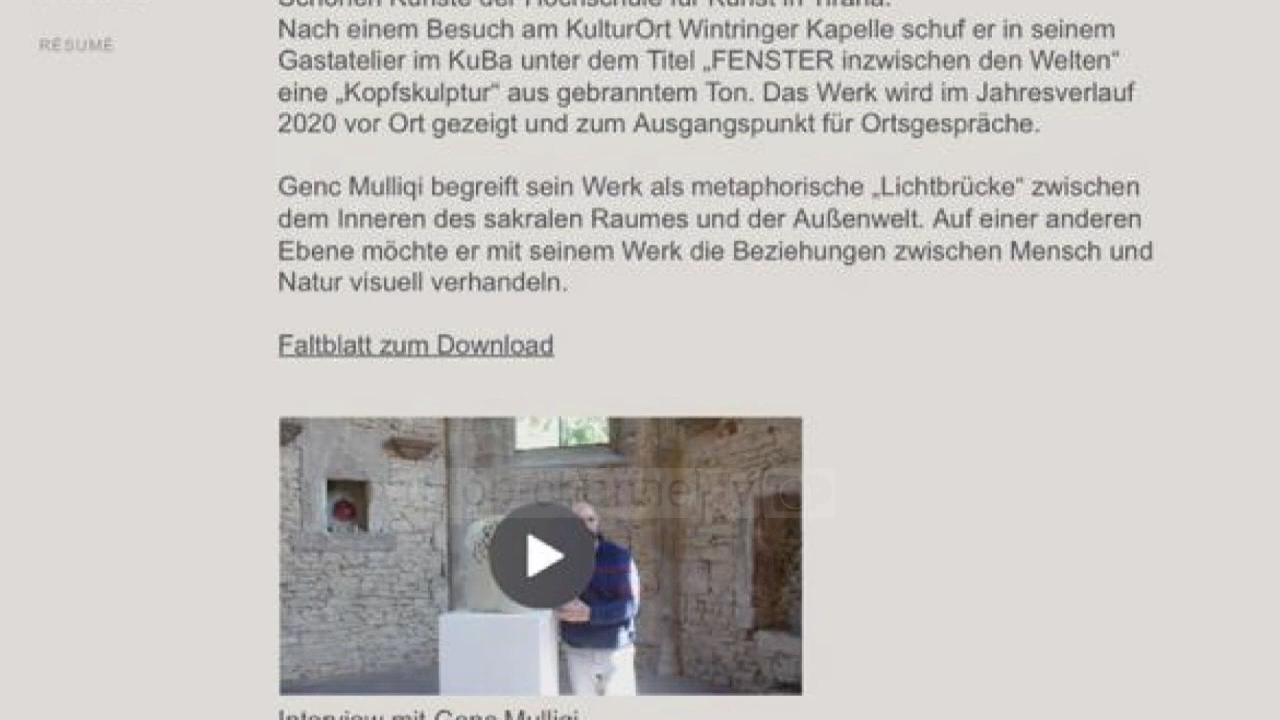 RÉSUMÉ
Schönen Künste der Hochschule für Kunst in Tirana.
Nach einem Besuch am KulturOrt Wintringer Kapelle schuf er in seinem
Gastatelier im KuBa unter dem Titel „FENSTER inzwischen den Welten“
eine „Kopfskulptur“ aus gebranntem Ton. Das Werk wird im Jahresverlauf
2020 vor Ort gezeigt und zum Ausgangspunkt für Ortsgespräche.
Genc Mulliqi begreift sein Werk als metaphorische „Lichtbrücke“ zwischen
dem Inneren des sakralen Raumes und der Außenwelt. Auf einer anderen
Ebene möchte er mit seinem Werk die Beziehungen zwischen Mensch und
Natur visuell verhandeln.
Faltblatt zum Download
Interview mit Genc Mulliqi